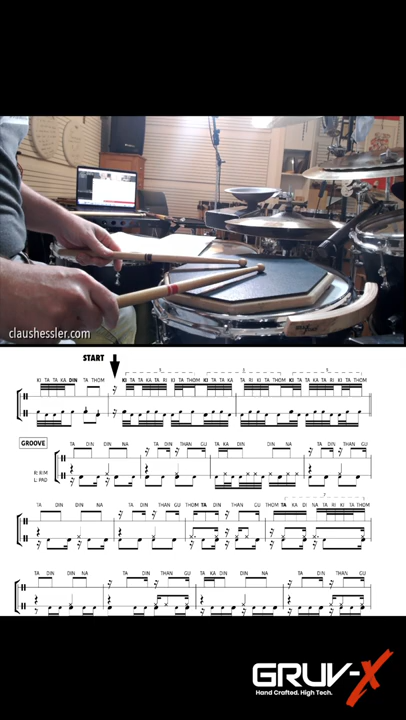 claushessler.com
START
KI TA TA KA DIN TA THOM KI TA TA KA TA RI KI TA THOM KI TA TA KA TA RI KI TA THOM KI TA TA KA TA RI KI TA THOM
GROOVE
TA DIN DIN NA TA DIN THAN GU TA KA DIN DIN NA TA DIN THAN GU
R: RIM
L: PAD
TA DIN DIN NA TA DIN THAN GU THOM TA DIN THAN GU THOM TA KA DI NA TA RI KI TA THOM
TA DIN DIN NA TA DIN THAN GU TA KA DIN DIN NA TA DIN THAN GU
GRUV-X
Hand Crafted. High Tech.